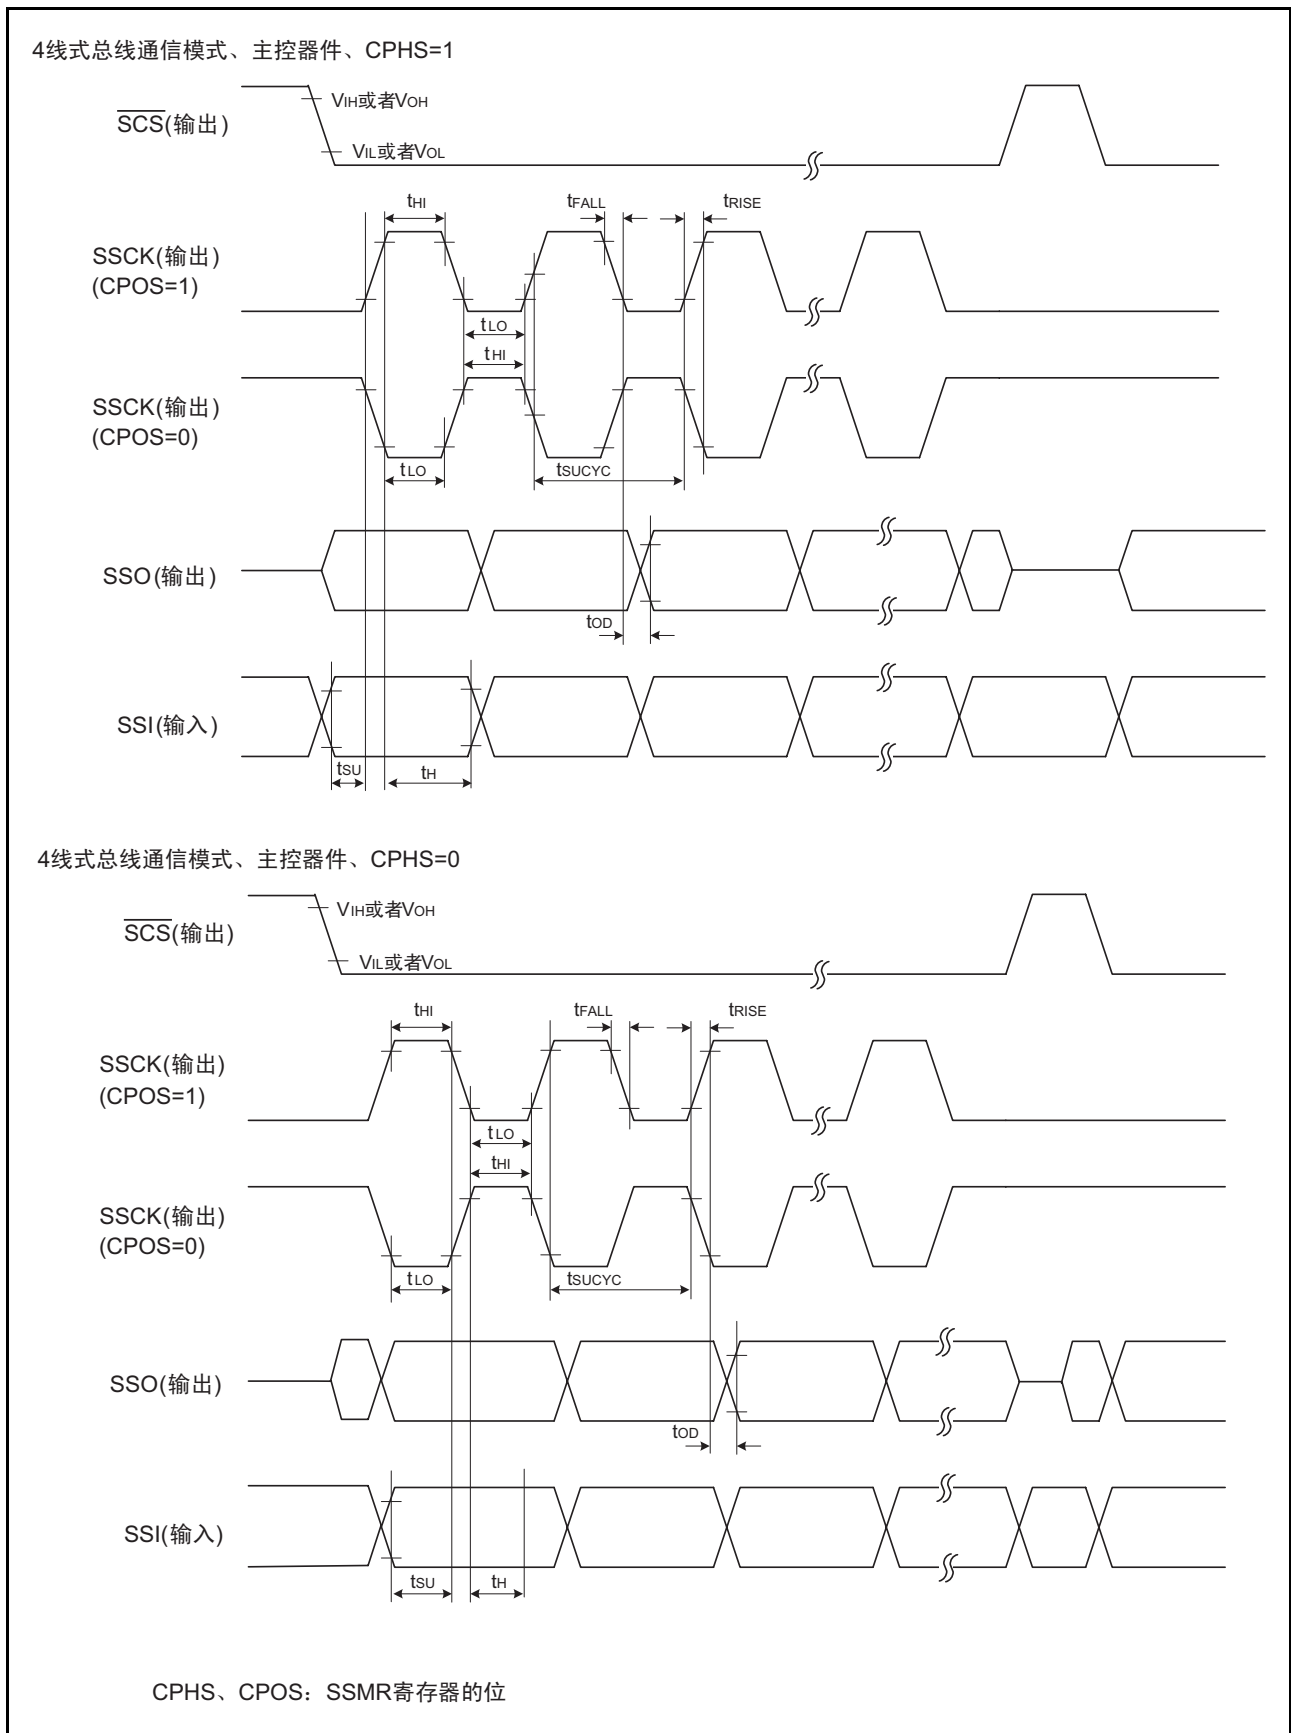 4线式总线通信模式、主控器件、CPHS=1
VIH或者VOH
SCS(输出)
VIL或者VOL
tHI
tFALL
tRISE
SSCK(输出)
(CPOS=1)
tLO
tHI
SSCK(输出)
(CPOS=0)
tLO
tSUCYC
SSO(输出)
tOD
SSI(输入)
tSU
tH
4线式总线通信模式、主控器件、CPHS=0
VIH或者VOH
SCS(输出)
VIL或者VOL
tHI
tFALL
tRISE
SSCK(输出)
(CPOS=1)
tLO
tHI
SSCK(输出)
(CPOS=0)
tLO
tSUCYC
SSO(输出)
tOD
SSI(输入)
tSU
tH
CPHS、CPOS：SSMR寄存器的位